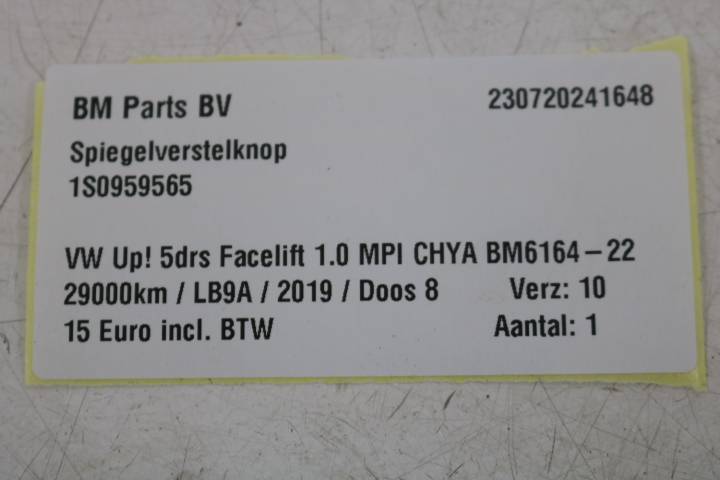 BM Parts BV 230720241648
Spiegelverstelknop
1S0959565
VW Up! 5drs Facelift 1.0 MPI CHYA BM6164-22
29000km / LB9A / 2019 / Doos 8 Verz: 10
15 Euro incl. BTW Aantal: 1